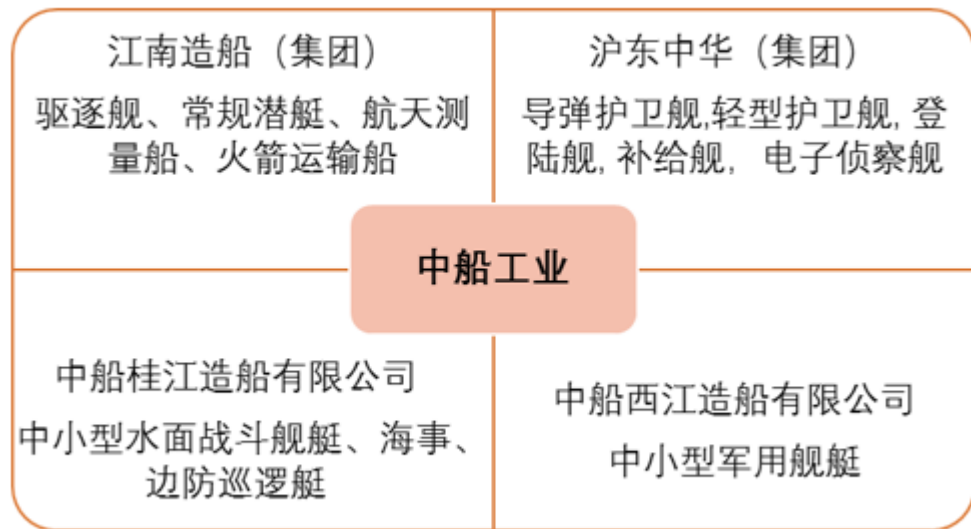 江南造船（集团）
驱逐舰、常规潜艇、航天测
量船、火箭运输船
沪东中华（集团）
导弹护卫舰,轻型护卫舰, 登
陆舰, 补给舰， 电子侦察舰
中船工业
中船桂江造船有限公司
中小型水面战斗舰艇、海事、
边防巡逻艇
中船西江造船有限公司
中小型军用舰艇